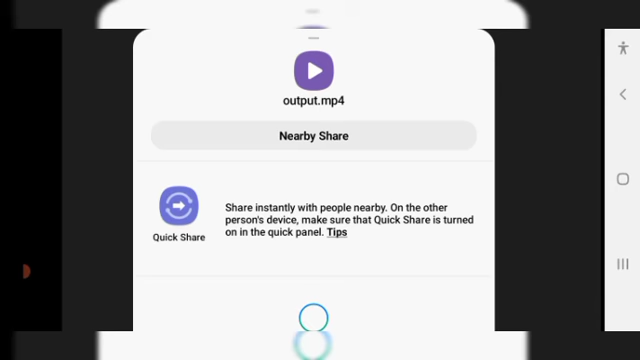 output.mp4
Nearby Share
Share instantly with people nearby. On the other
person's device, make sure that Quick Share is turned
on in the quick panel. Tips
Quick Share